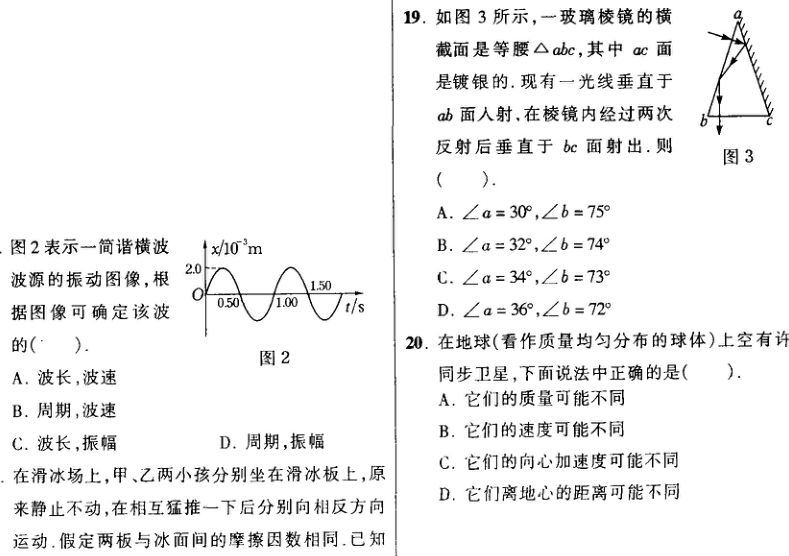 . 图2表示一简谐横波
波源的振动图像,根
据图像可确定该波
的( ).
x/10⁻³m
2.0
O
0.50
1.00
1.50
t/s
图2
A. 波长,波速
B. 周期,波速
C. 波长,振幅 D. 周期,振幅
. 在滑冰场上,甲、乙两小孩分别坐在滑冰板上,原
来静止不动,在相互猛推一下后分别向相反方向
运动.假定两板与冰面间的摩擦因数相同.已知
19. 如图3所示,一玻璃棱镜的横
截面是等腰△abc,其中 ac 面
是镀银的.现有一光线垂直于
ab 面入射,在棱镜内经过两次
反射后垂直于 bc 面射出.则
( ).
a
b
c
图3
A. ∠a=30°,∠b=75°
B. ∠a=32°,∠b=74°
C. ∠a=34°,∠b=73°
D. ∠a=36°,∠b=72°
20. 在地球(看作质量均匀分布的球体)上空有许
同步卫星,下面说法中正确的是( ).
A. 它们的质量可能不同
B. 它们的速度可能不同
C. 它们的向心加速度可能不同
D. 它们离地心的距离可能不同